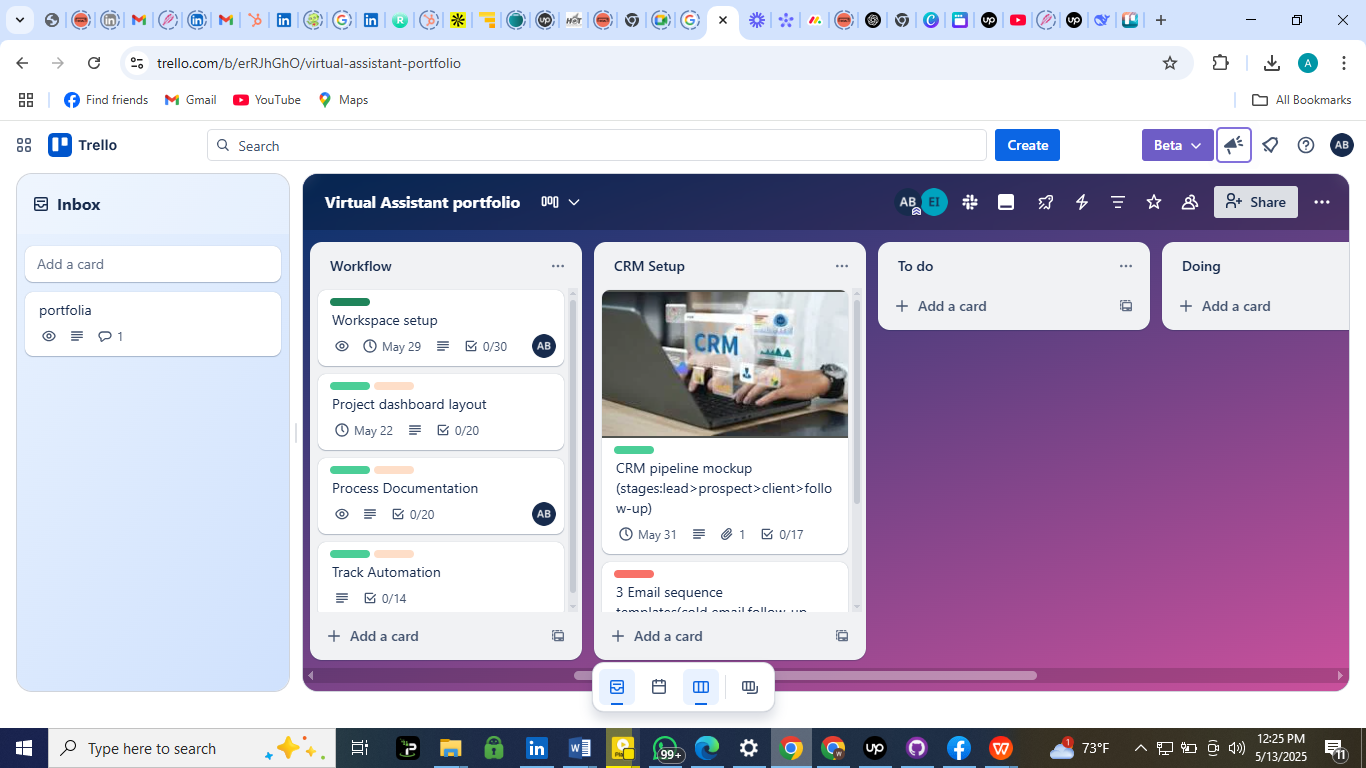 trello.com/b/erRJhGhO/virtual-assistant-portfolio
A
Find friends
Gmail
YouTube
Maps
All Bookmarks
Trello
Search
Create
Beta
AB
Inbox
Add a card
portfolia
1
Virtual Assistant portfolio
AB
EI
Share
Workflow
Workspace setup
May 29
0/30
AB
Project dashboard layout
May 22
0/20
Process Documentation
0/20
AB
Track Automation
0/14
Add a card
CRM Setup
CRM
CRM pipeline mockup
(stages:lead>prospect>client>follo
w-up)
May 31
1
0/17
3 Email sequence
templates(cold email,follow-up
Add a card
To do
Add a card
Doing
Add a card
Type here to search
99+
1
73°F
12:25 PM
5/13/2025
11